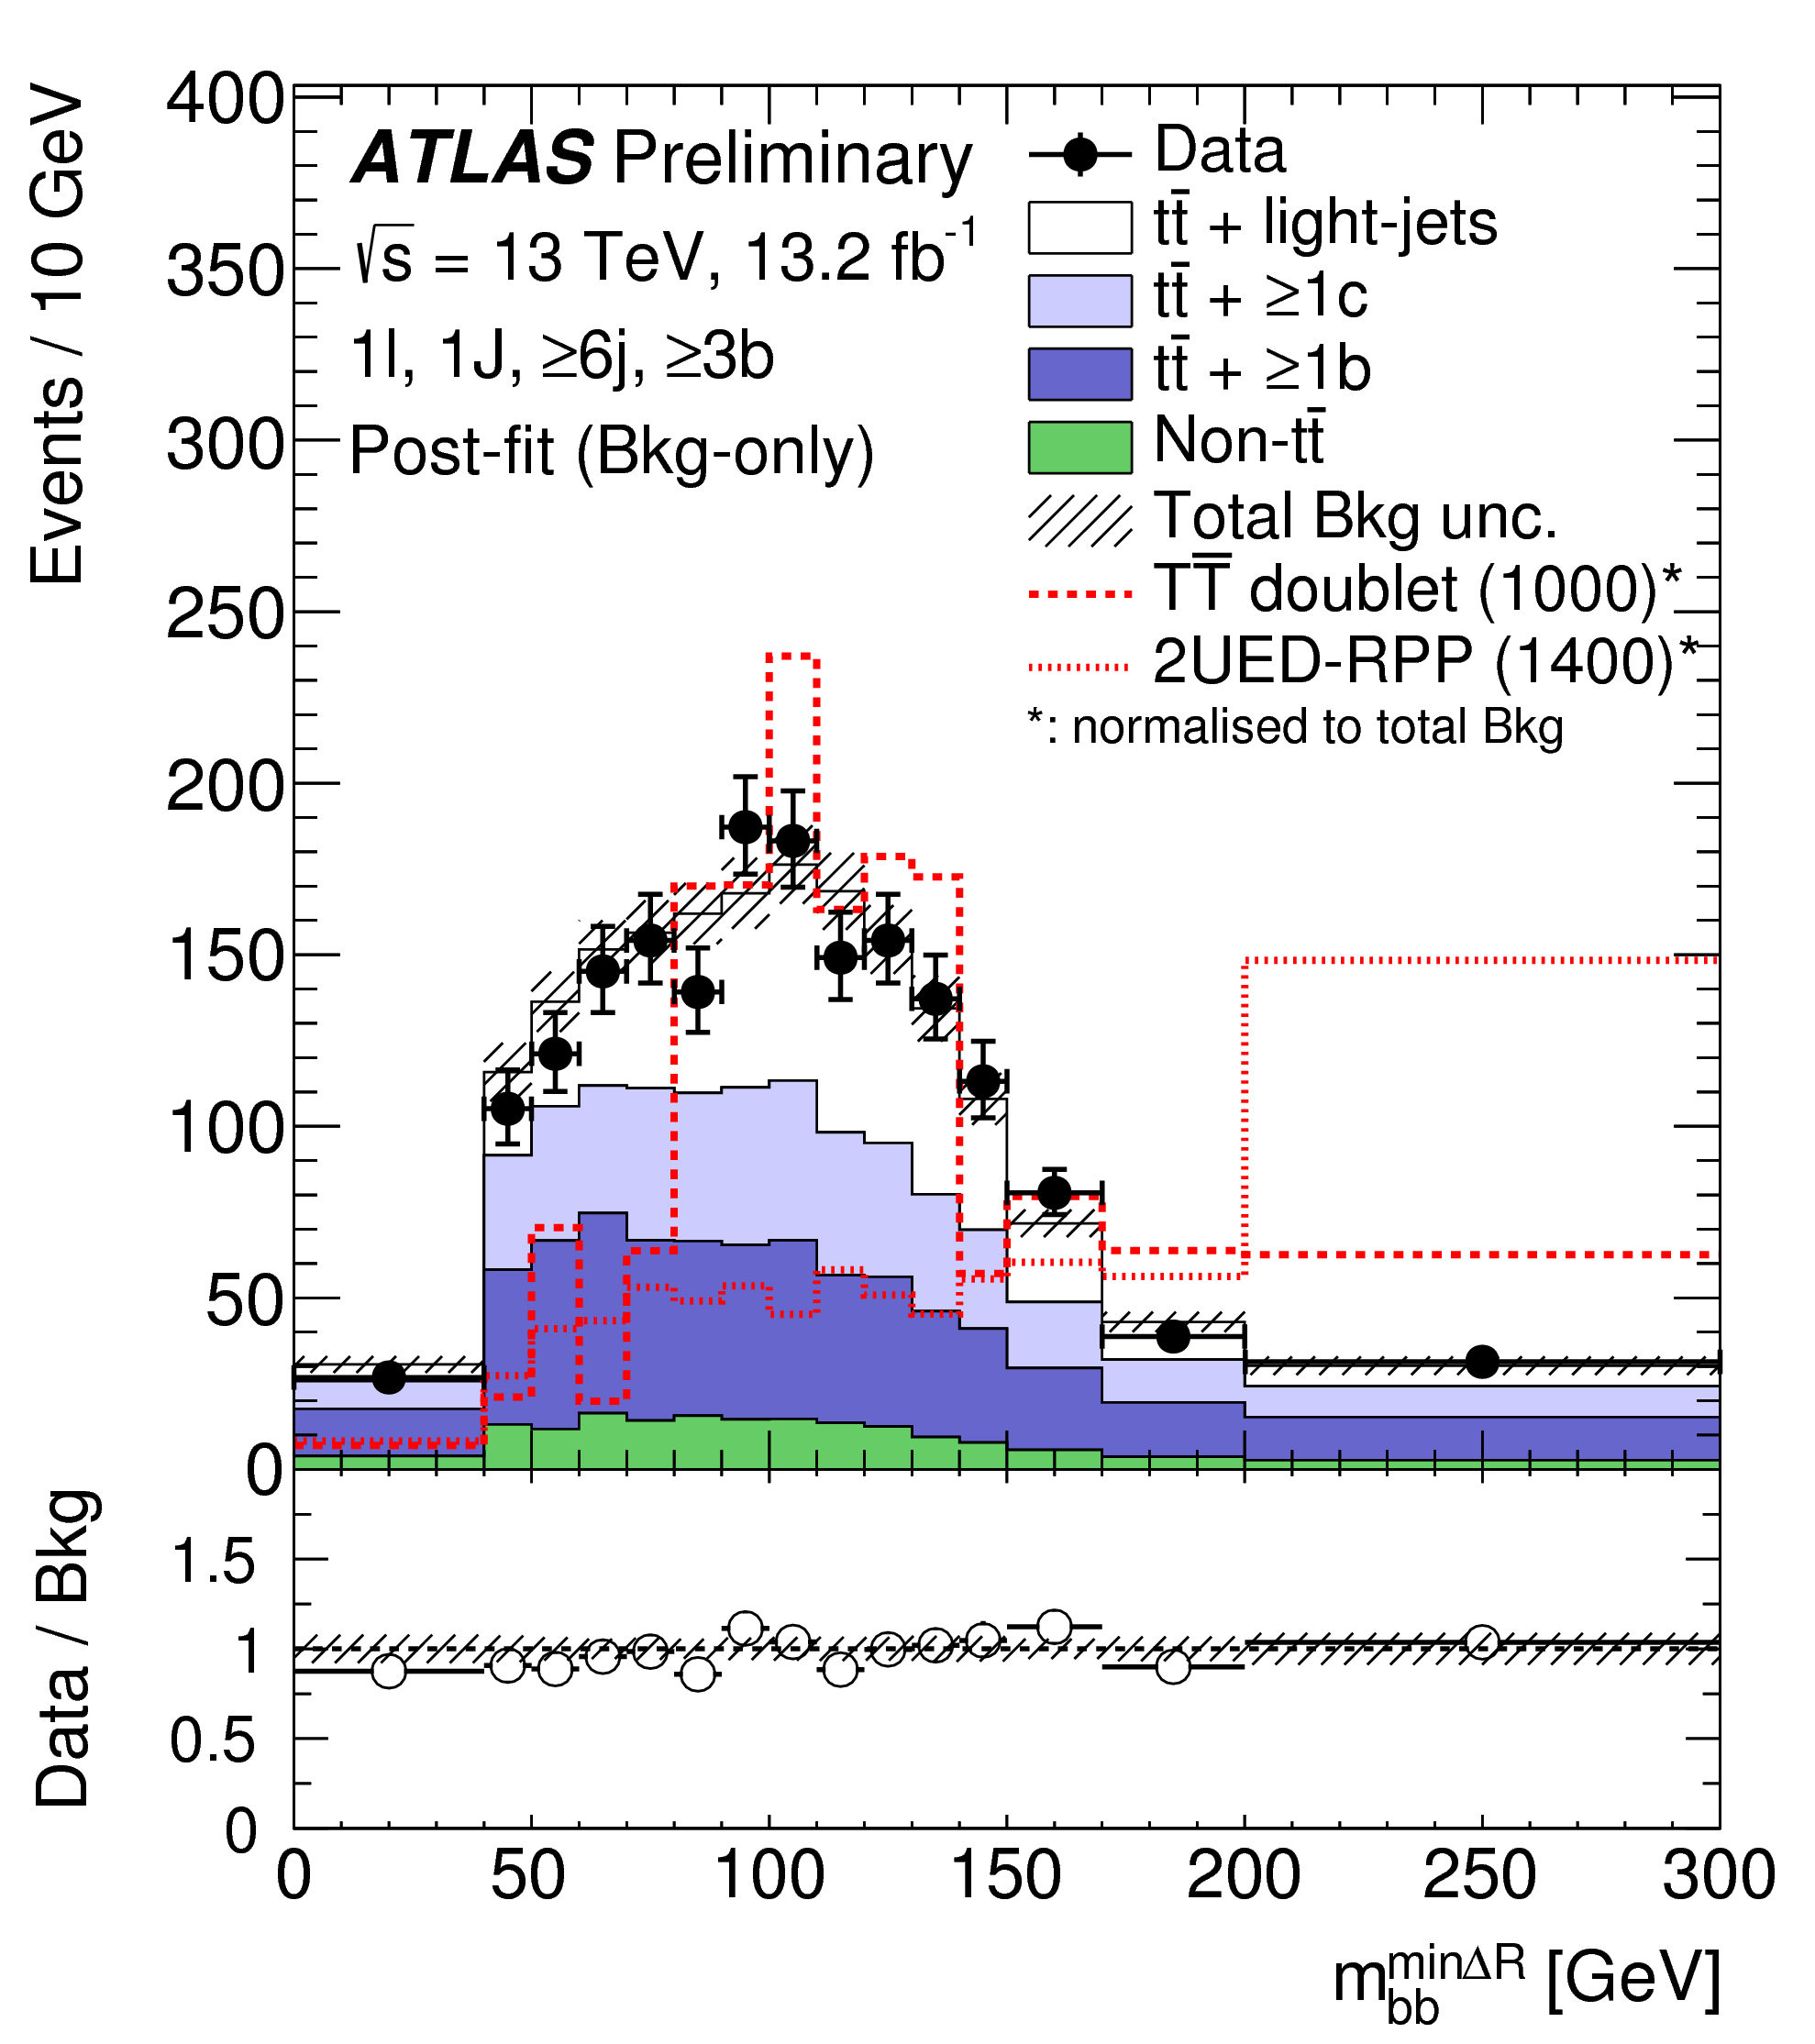 Events / 10 GeV
400
350
300
250
200
150
100
50
0
ATLAS Preliminary
√s = 13 TeV, 13.2 fb⁻¹
1l, 1J, ≥6j, ≥3b
Post-fit (Bkg-only)
Data
tt̄ + light-jets
tt̄ + ≥1c
tt̄ + ≥1b
Non-tt̄
Total Bkg unc.
TT̅ doublet (1000)*
2UED-RPP (1400)*
*: normalised to total Bkg
Data / Bkg
1.5
1
0.5
0
0 50 100 150 200 250 300
m_bb^minΔR [GeV]